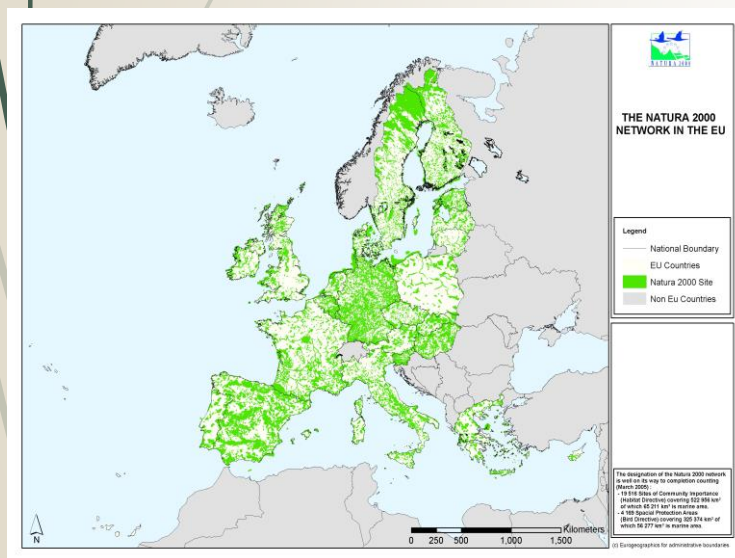 NATURA 2000
THE NATURA 2000
NETWORK IN THE EU
Legend
National Boundary
EU Countries
Natura 2000 Site
Non Eu Countries
The designation of the Natura 2000 network
is well on its way to completion counting
(March 2005) :
- 19 516 Sites of Community Importance
(Habitat Directive) covering 522 656 km²
of which 65 211 km² is marine area.
- 4 169 Special Protection Areas
(Bird Directive) covering 325 374 km² of
which 56 277 km² is marine area.
N
Kilometers
0 250 500 1,000 1,500
(c) Eurogeographics for administrative boundaries